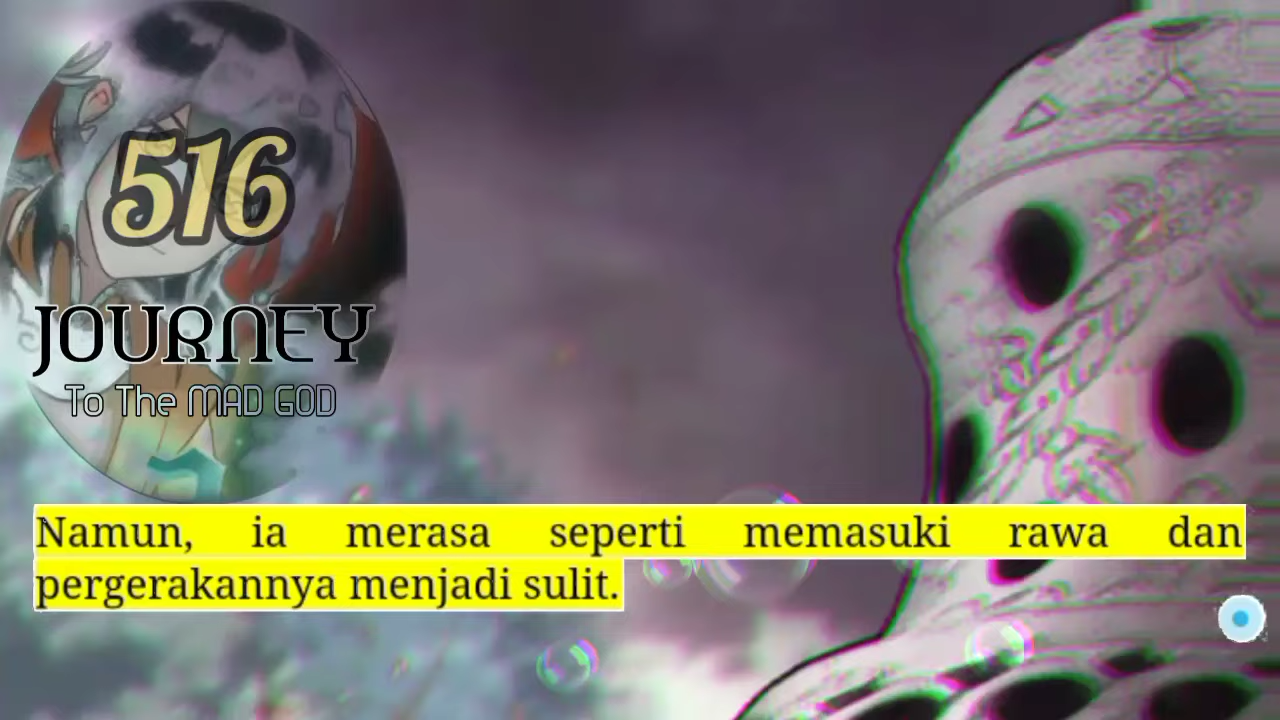 516
JOURNEY
To The MAD GOD
Namun, ia merasa seperti memasuki rawa dan
pergerakannya menjadi sulit.